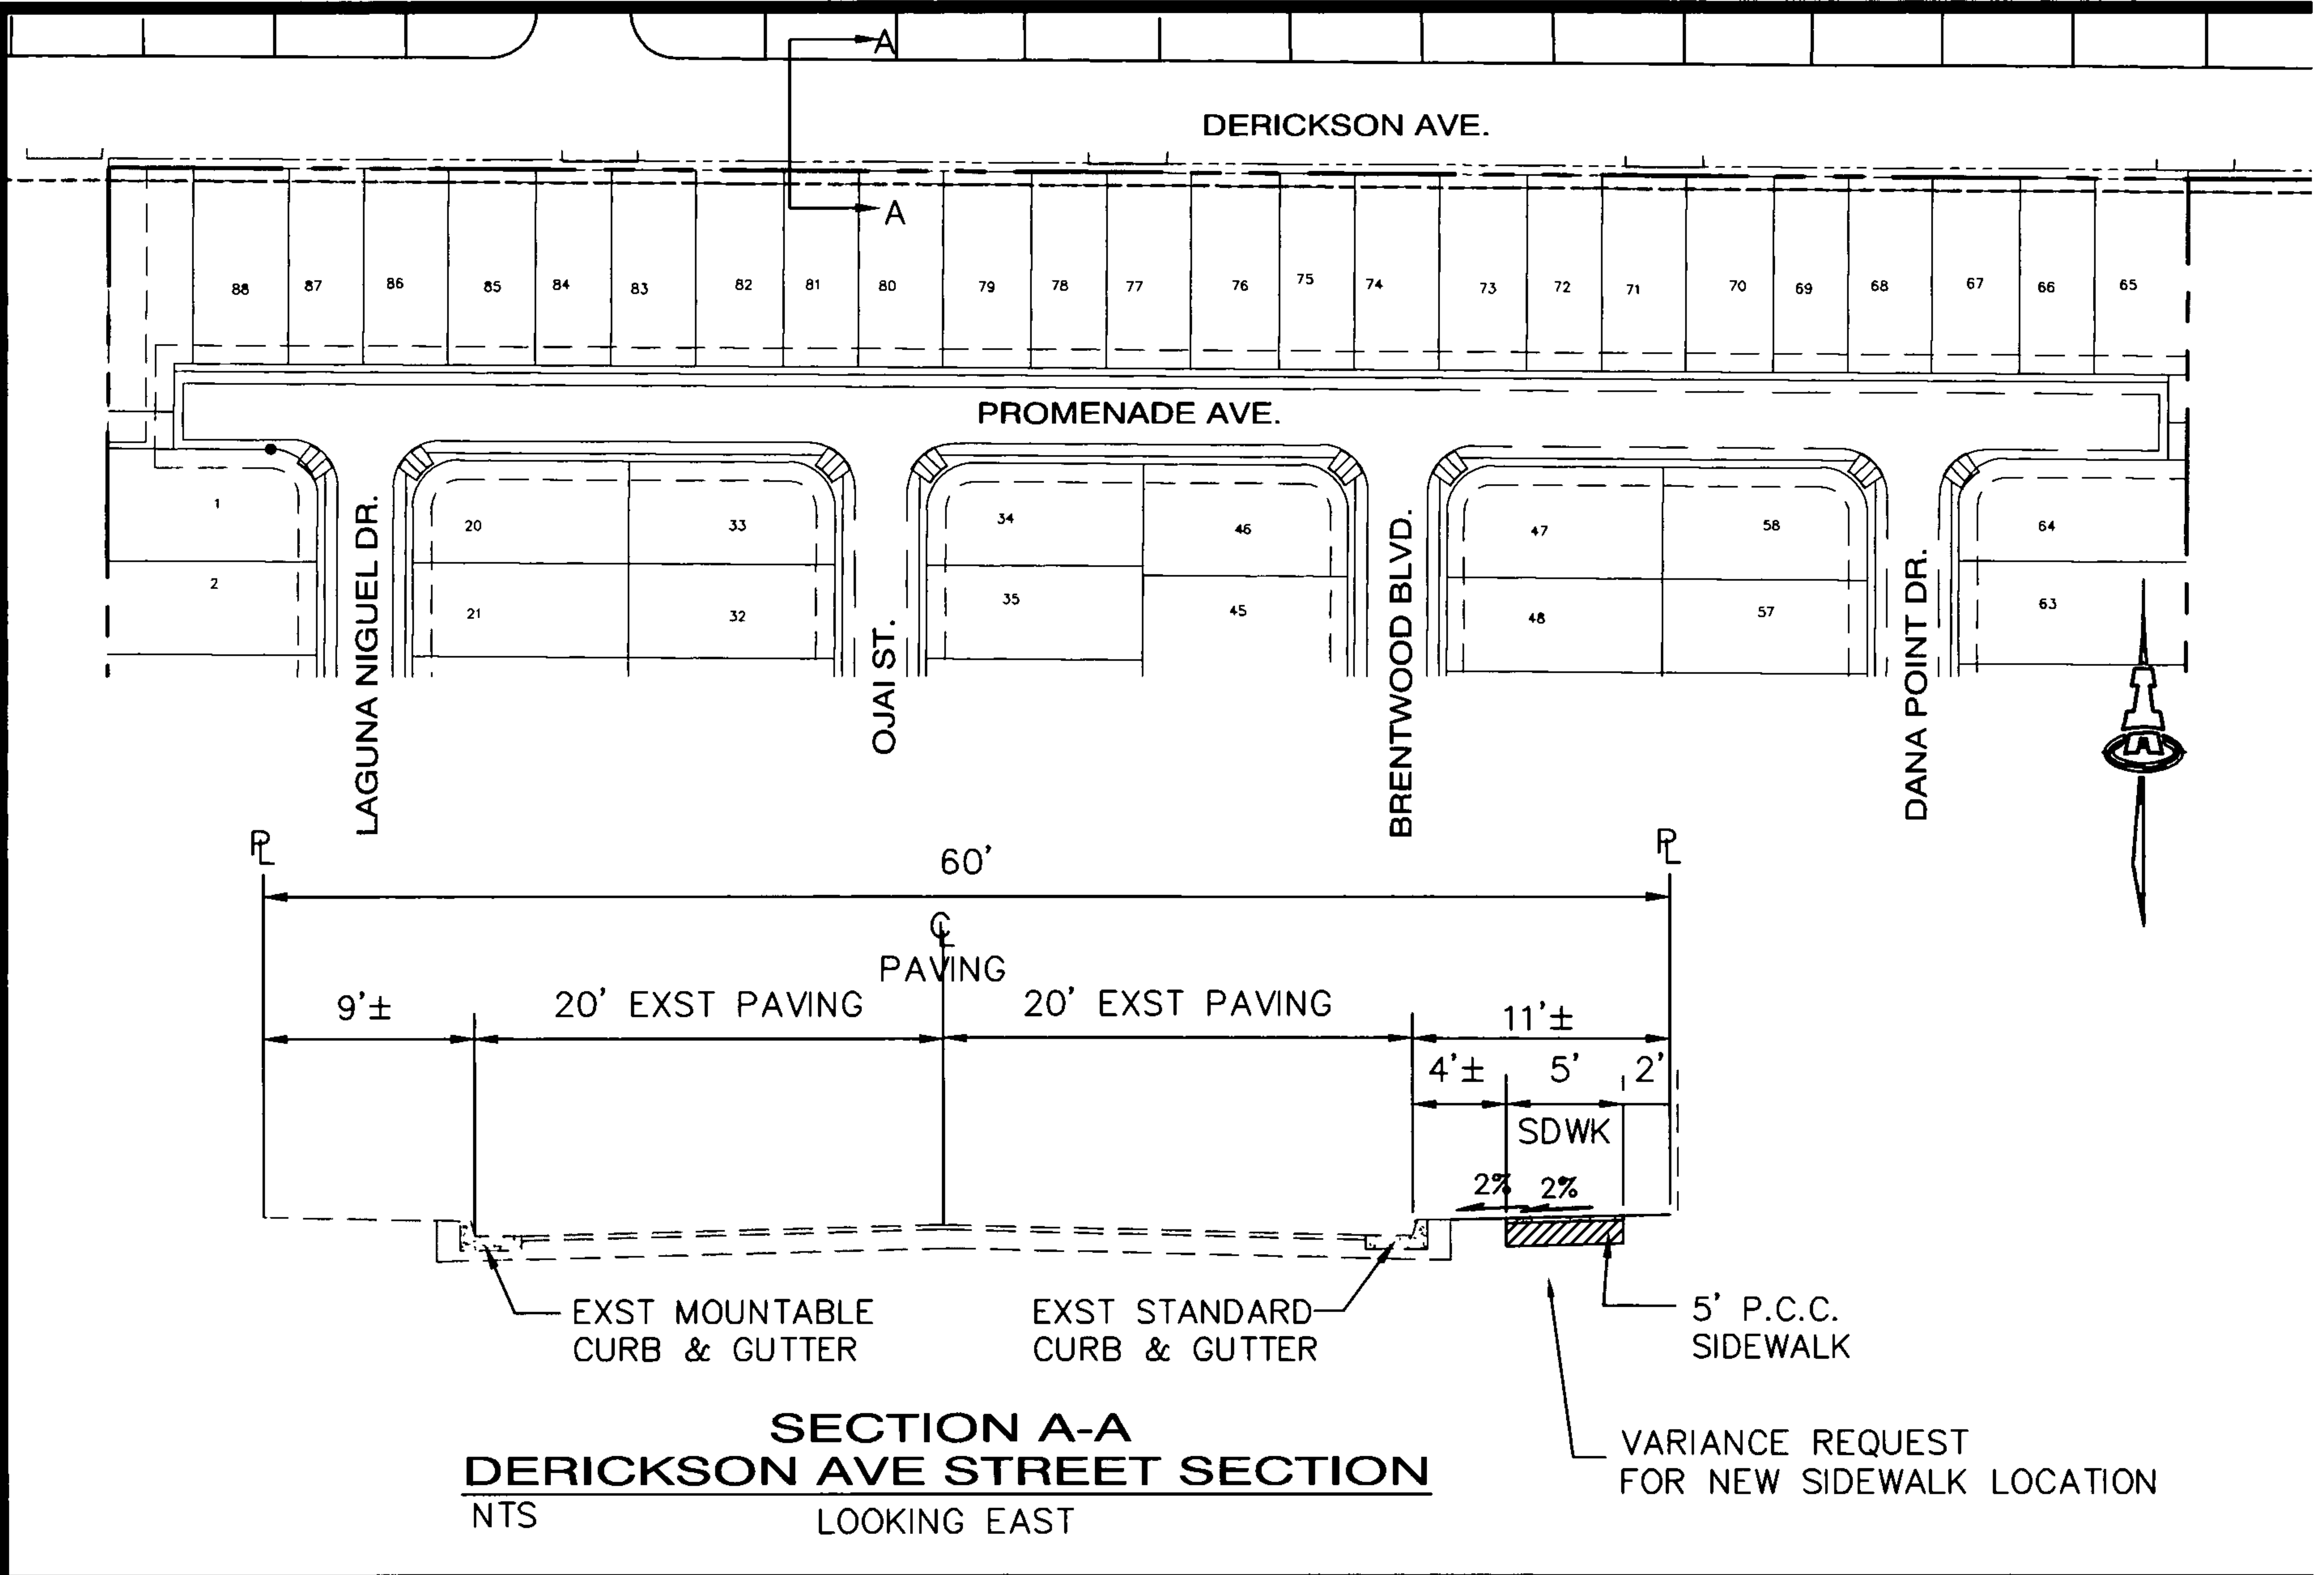 A
DERICKSON AVE.
A
88 87 86 85 84 83 82 81 80 79 78 77 76 75 74 73 72 71 70 69 68 67 66 65
PROMENADE AVE.
1 20 33 34 46 47 58 64
2 21 32 35 45 48 57 63
LAGUNA NIGUEL DR.
OJAI ST.
BRENTWOOD BLVD.
DANA POINT DR.
PL
60'
PL
CL
PAVING
9'± 20' EXST PAVING 20' EXST PAVING 11'±
4'± 5' 2'
SDWK
2% 2%
EXST MOUNTABLE
CURB & GUTTER
EXST STANDARD
CURB & GUTTER
5' P.C.C.
SIDEWALK
VARIANCE REQUEST
FOR NEW SIDEWALK LOCATION
SECTION A-A
DERICKSON AVE STREET SECTION
NTS LOOKING EAST